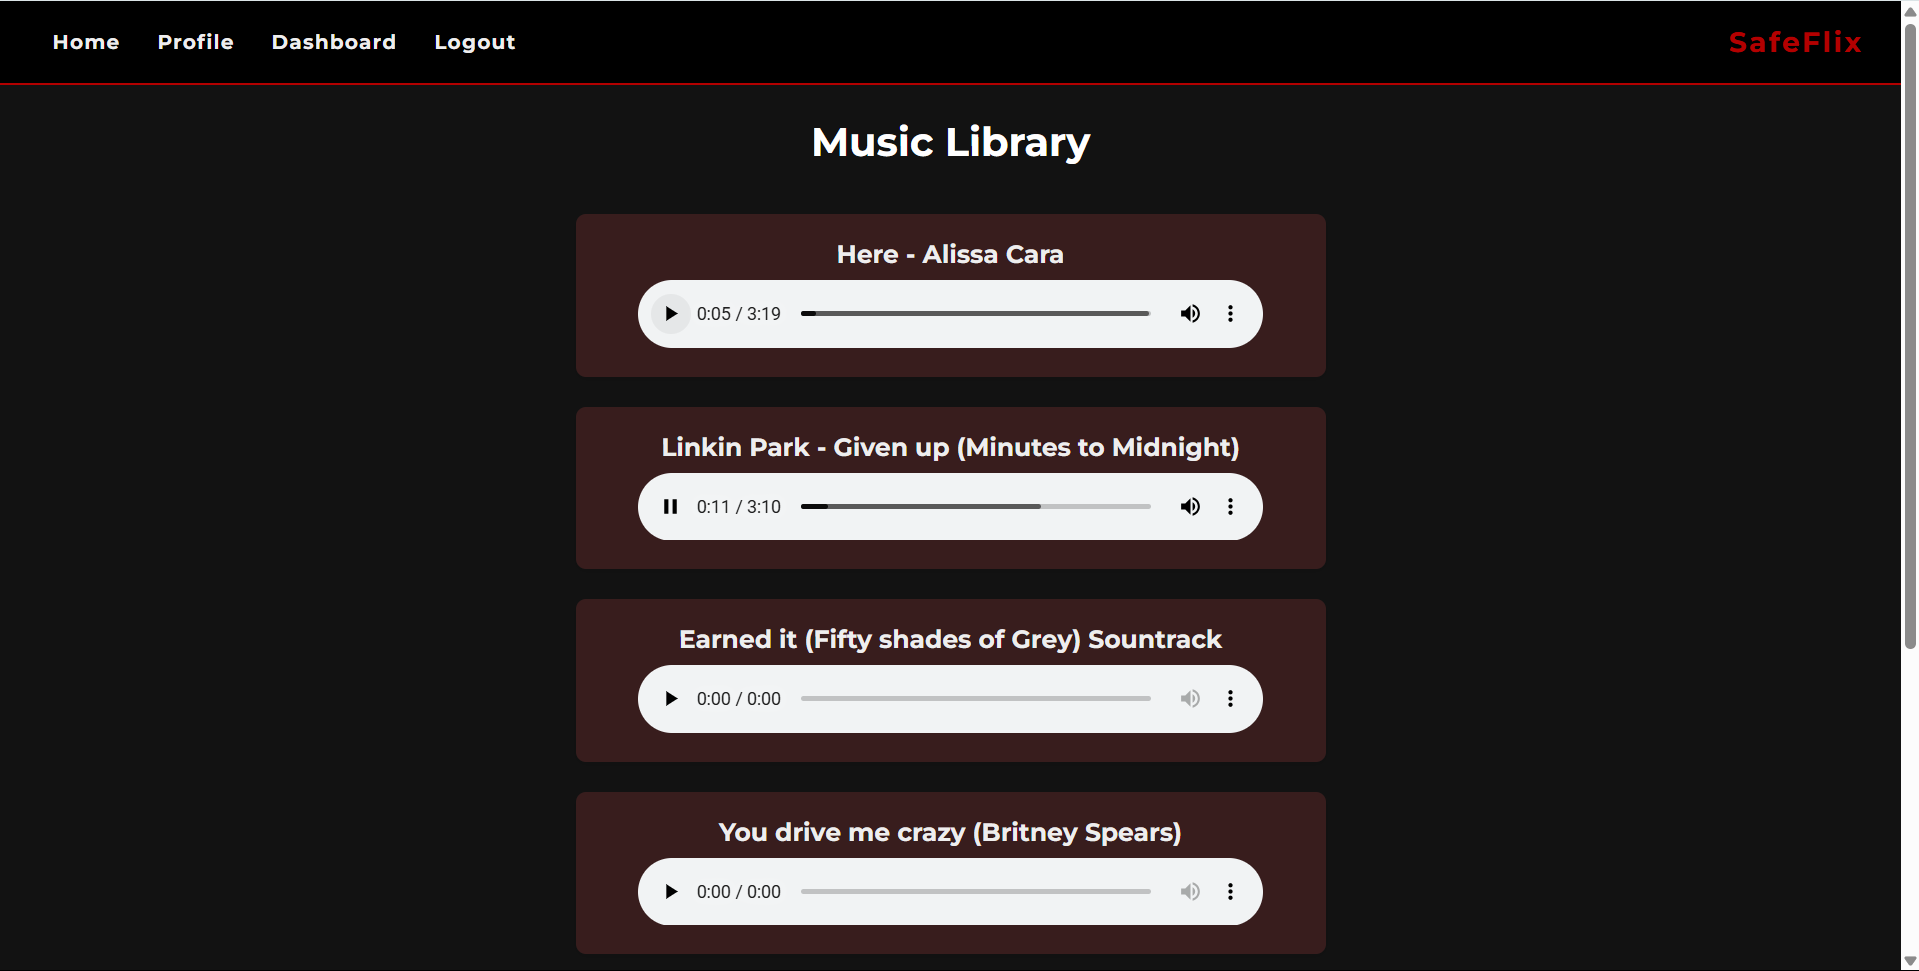 Home Profile Dashboard Logout SafeFlix
Music Library
Here - Alissa Cara
0:05 / 3:19
Linkin Park - Given up (Minutes to Midnight)
0:11 / 3:10
Earned it (Fifty shades of Grey) Sountrack
0:00 / 0:00
You drive me crazy (Britney Spears)
0:00 / 0:00